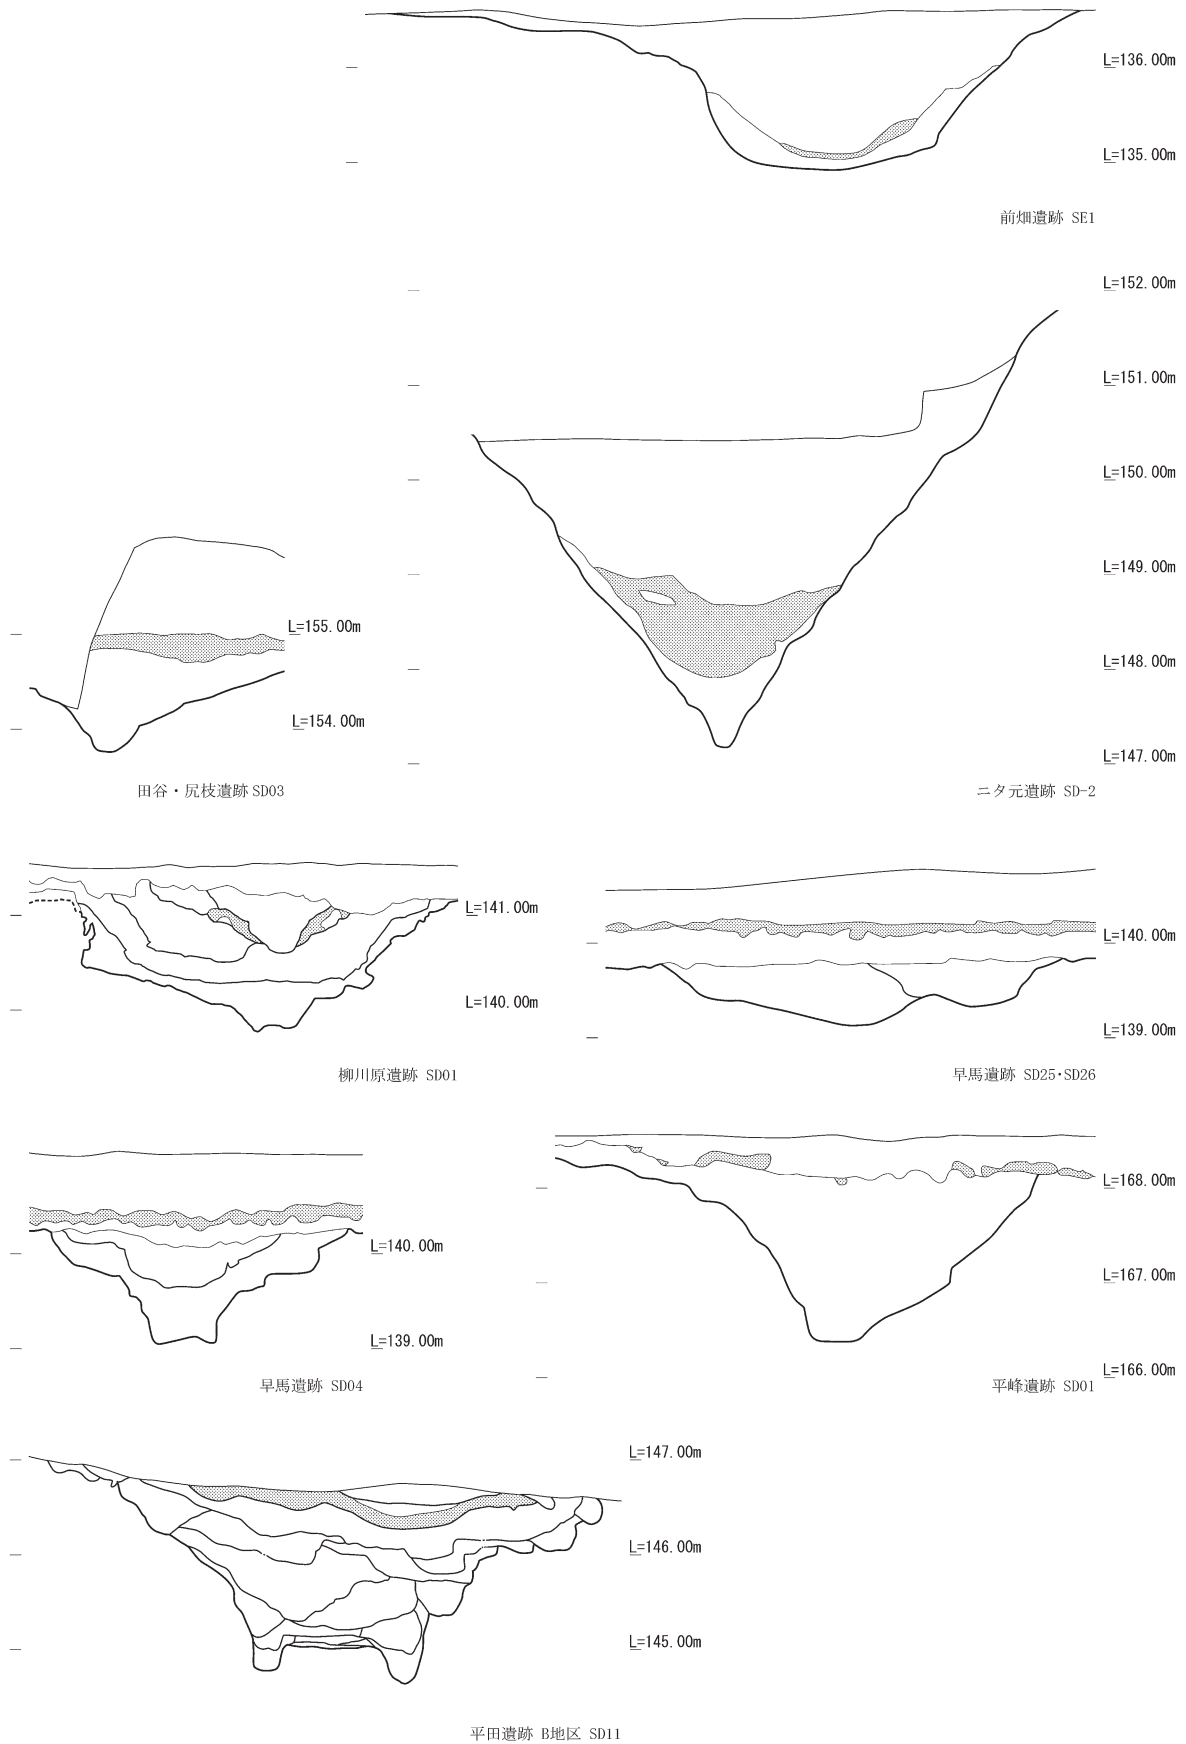 L=136.00m
L=135.00m
前畑遺跡 SE1
L=152.00m
L=151.00m
L=150.00m
L=149.00m
L=148.00m
L=147.00m
ニタ元遺跡 SD-2
L=155.00m
L=154.00m
田谷・尻枝遺跡 SD03
L=141.00m
L=140.00m
柳川原遺跡 SD01
L=140.00m
L=139.00m
早馬遺跡 SD25･SD26
L=140.00m
L=139.00m
早馬遺跡 SD04
L=168.00m
L=167.00m
L=166.00m
平峰遺跡 SD01
L=147.00m
L=146.00m
L=145.00m
平田遺跡 B地区 SD11